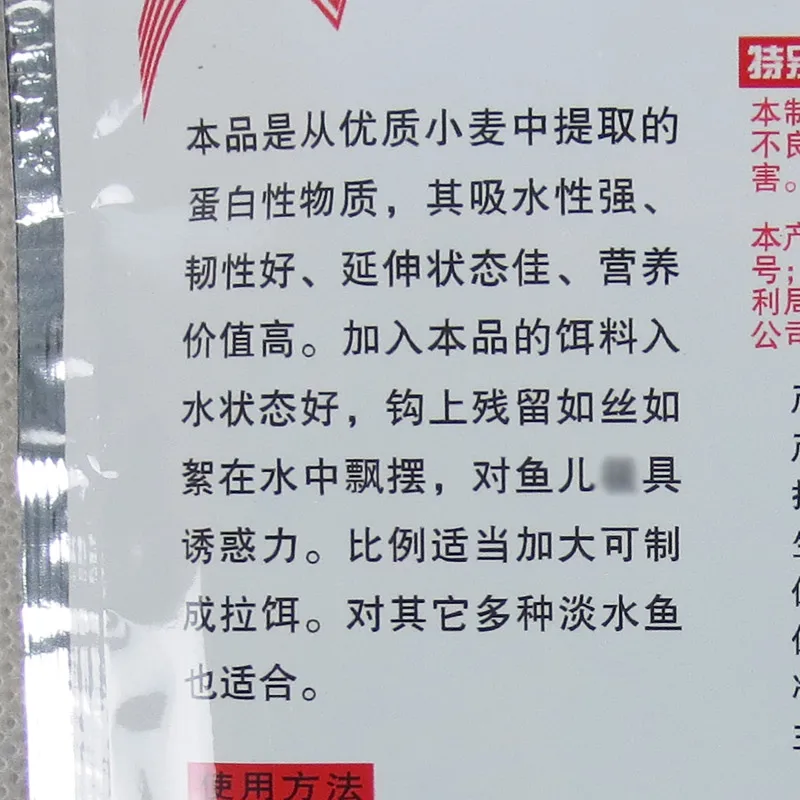 本品是从优质小麦中提取的
蛋白性物质，其吸水性强、
韧性好、延伸状态佳、营养
价值高。加入本品的饵料入
水状态好，钩上残留如丝如
絮在水中飘摆，对鱼儿具
诱惑力。比例适当加大可制
成拉饵。对其它多种淡水鱼
也适合。
使用方法
特别
本制
不良
害。
本产
号；
利居
公司